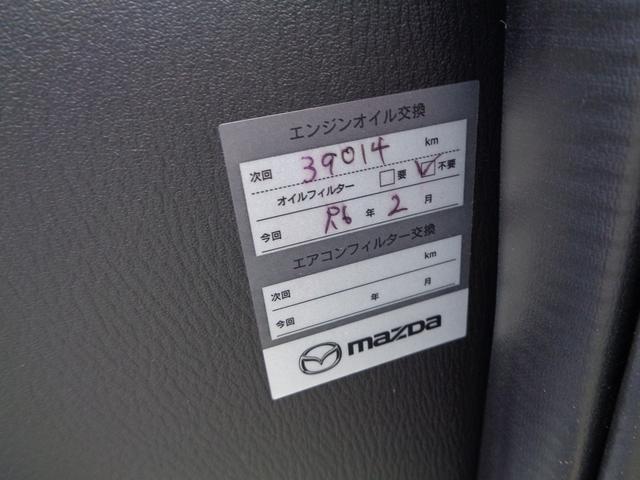 エンジンオイル交換
次回 39014 km
オイルフィルター □要 ☑不要
今回 R6年 2月
エアコンフィルター交換
次回 km
今回 年 月
mazda